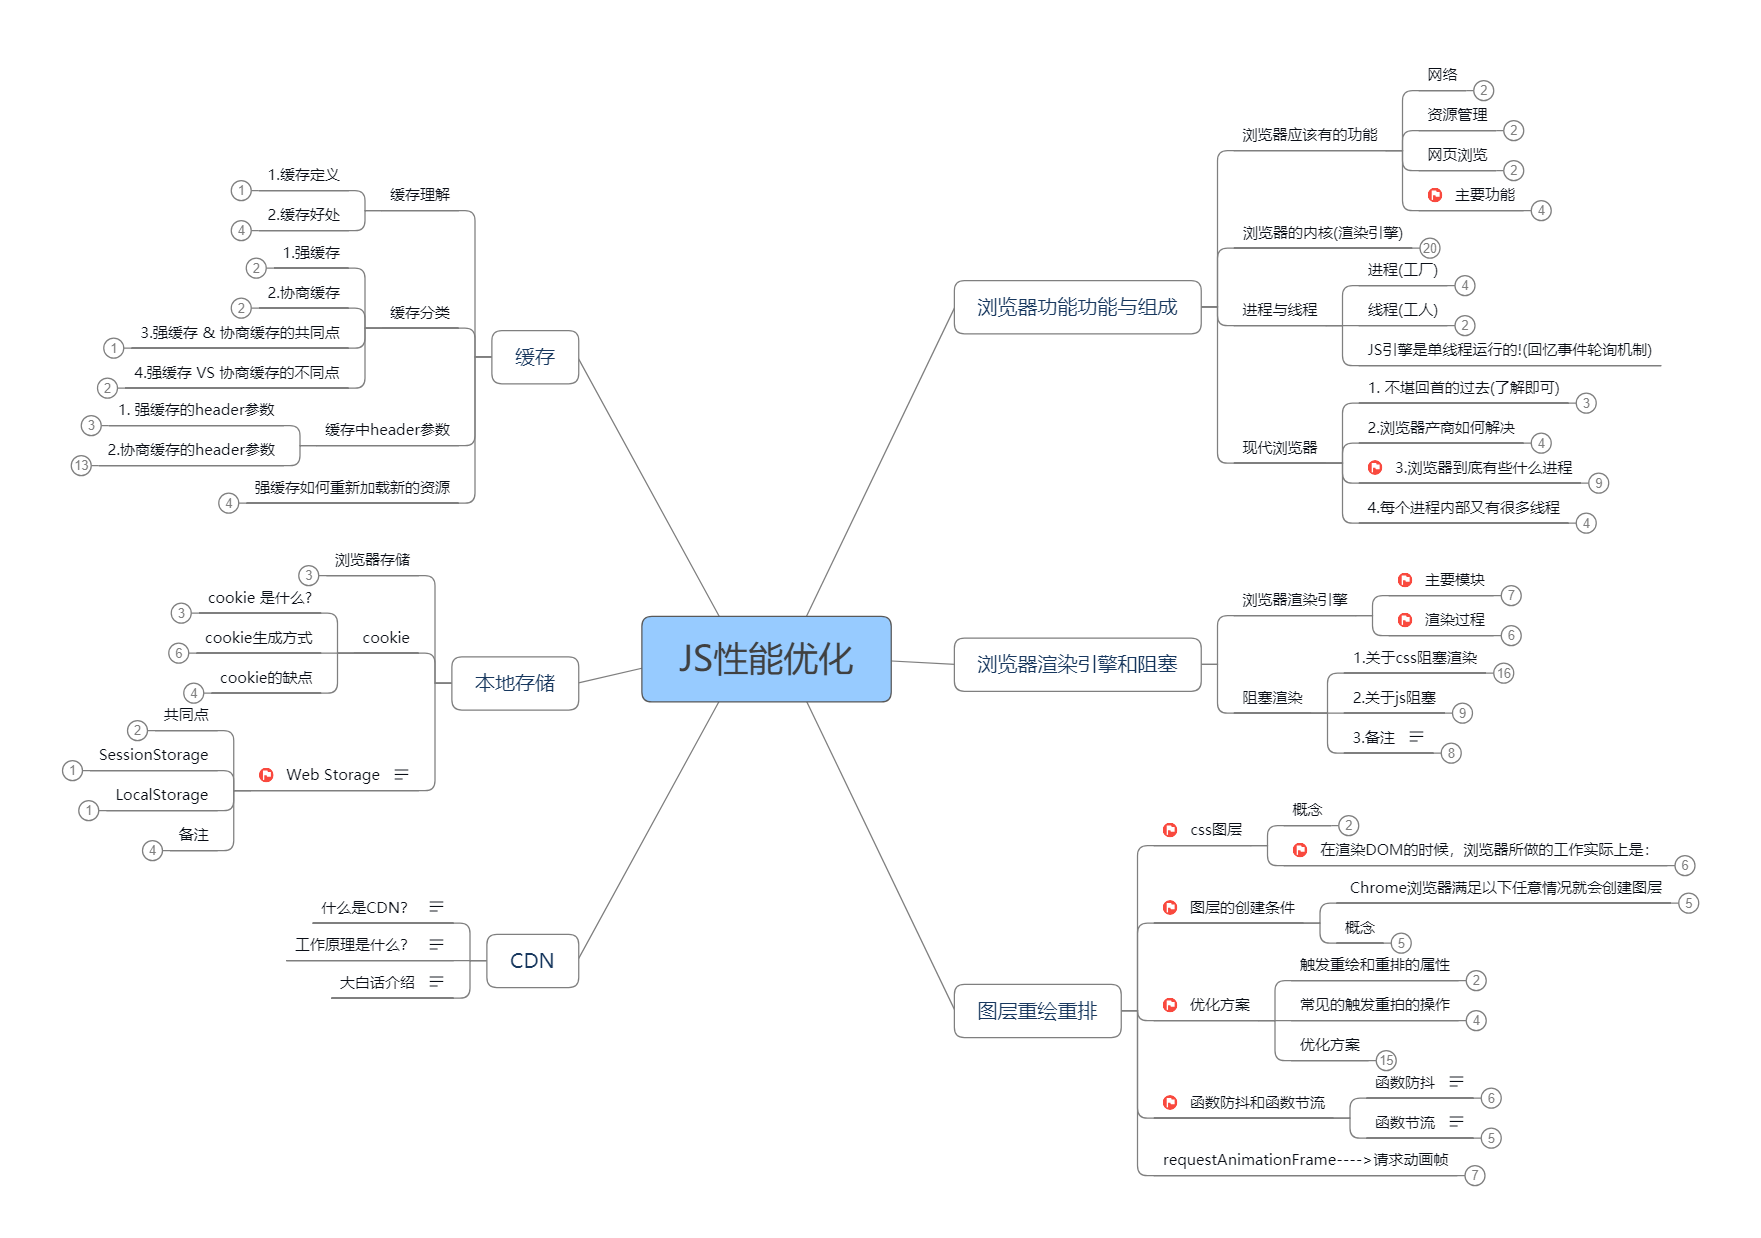 JS性能优化
浏览器功能功能与组成
浏览器应该有的功能
网络
2
资源管理
2
网页浏览
2
主要功能
4
浏览器的内核(渲染引擎)
20
进程与线程
进程(工厂)
4
线程(工人)
2
JS引擎是单线程运行的!(回忆事件轮询机制)
现代浏览器
1. 不堪回首的过去(了解即可)
3
2.浏览器产商如何解决
4
3.浏览器到底有些什么进程
9
4.每个进程内部又有很多线程
4
浏览器渲染引擎和阻塞
浏览器渲染引擎
主要模块
7
渲染过程
6
阻塞渲染
1.关于css阻塞渲染
16
2.关于js阻塞
9
3.备注
8
图层重绘重排
css图层
概念
2
在渲染DOM的时候，浏览器所做的工作实际上是：
6
图层的创建条件
Chrome浏览器满足以下任意情况就会创建图层
5
概念
5
优化方案
触发重绘和重排的属性
2
常见的触发重拍的操作
4
优化方案
15
函数防抖和函数节流
函数防抖
6
函数节流
5
requestAnimationFrame---->请求动画帧
7
缓存
缓存理解
1.缓存定义
1
2.缓存好处
4
缓存分类
1.强缓存
2
2.协商缓存
2
3.强缓存 & 协商缓存的共同点
1
4.强缓存 VS 协商缓存的不同点
2
缓存中header参数
1. 强缓存的header参数
3
2.协商缓存的header参数
13
强缓存如何重新加载新的资源
4
本地存储
浏览器存储
3
cookie
cookie 是什么?
3
cookie生成方式
6
cookie的缺点
4
Web Storage
共同点
2
SessionStorage
1
LocalStorage
1
备注
4
CDN
什么是CDN？
工作原理是什么？
大白话介绍